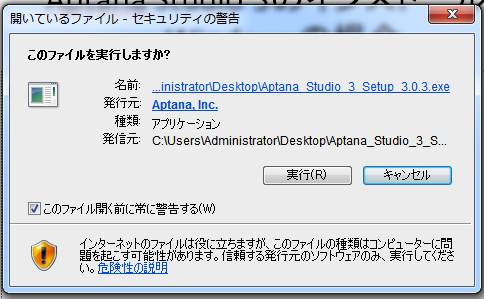 開いているファイル - セキュリティの警告
このファイルを実行しますか?
名前: ...inistrator\Desktop\Aptana_Studio_3_Setup_3.0.3.exe
発行元: Aptana, Inc.
種類: アプリケーション
発信元: C:\Users\Administrator\Desktop\Aptana_Studio_3_S...
実行(R) キャンセル
このファイル開く前に常に警告する(W)
インターネットのファイルは役に立ちますが、このファイルの種類はコンピューターに問
題を起こす可能性があります。信頼する発行元のソフトウェアのみ、実行してくださ
い。危険性の説明